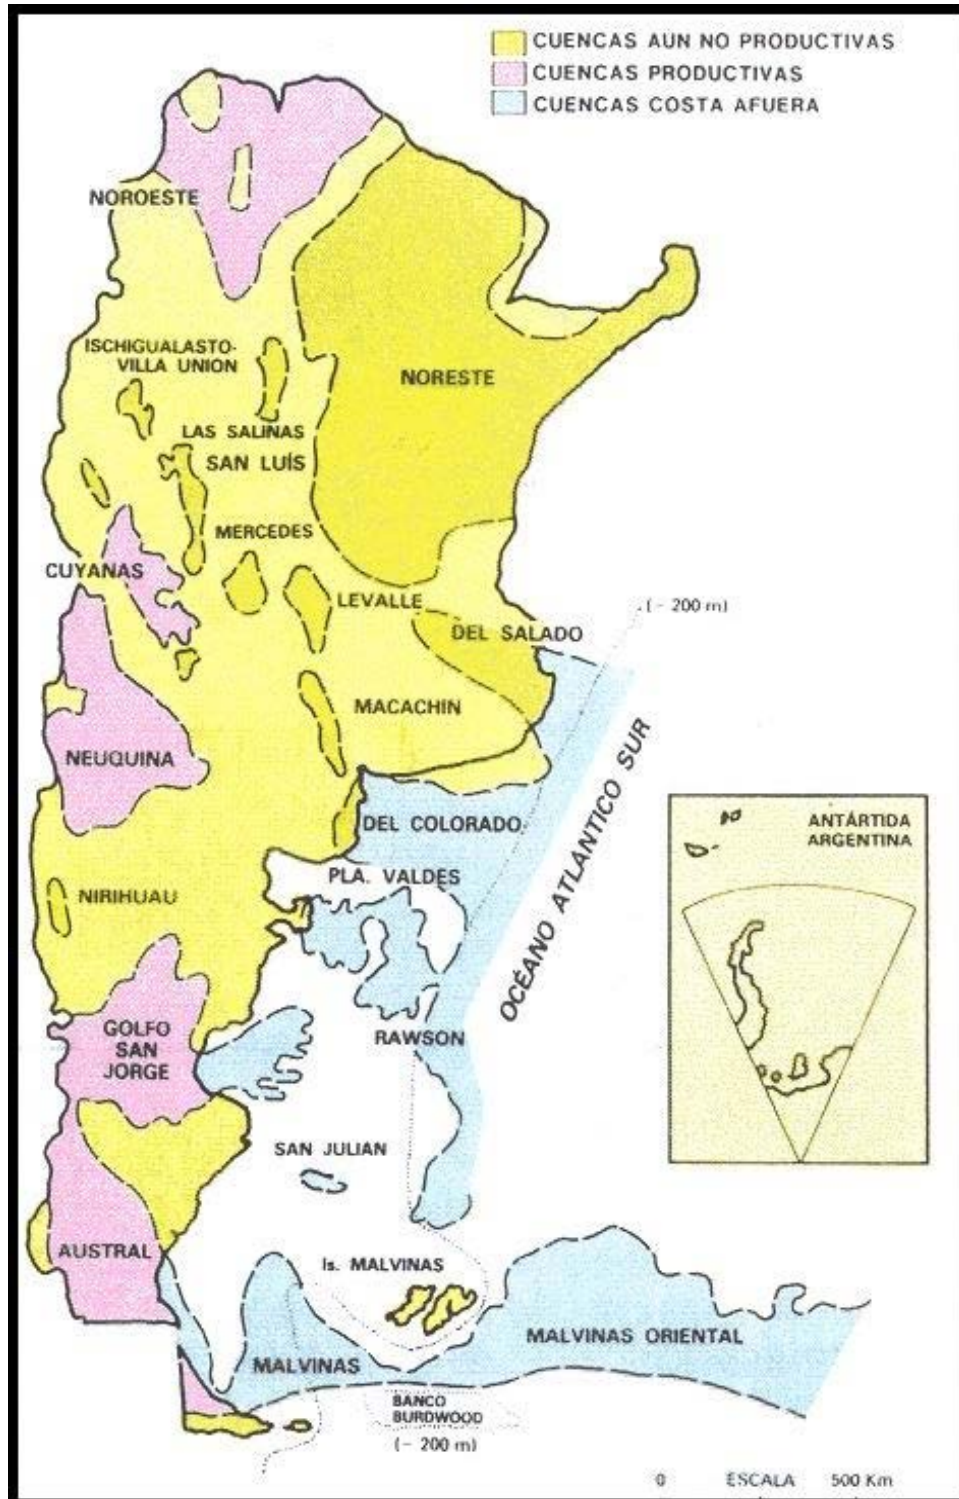 CUENCAS AUN NO PRODUCTIVAS
CUENCAS PRODUCTIVAS
CUENCAS COSTA AFUERA
NOROESTE
ISCHIGUALASTO-
VILLA UNION
NORESTE
LAS SALINAS
SAN LUÍS
MERCEDES
CUYANAS
LEVALLE
(- 200 m)
DEL SALADO
MACACHIN
NEUQUINA
OCÉANO ATLÁNTICO SUR
DEL COLORADO
ANTÁRTIDA
ARGENTINA
PLA. VALDES
NIRIHUAU
GOLFO
SAN
JORGE
RAWSON
SAN JULIAN
AUSTRAL
Is. MALVINAS
MALVINAS ORIENTAL
MALVINAS
BANCO
BURDWOOD
(- 200 m)
0 ESCALA 500 Km